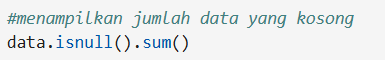 #menampilkan jumlah data yang kosong
data.isnull().sum()